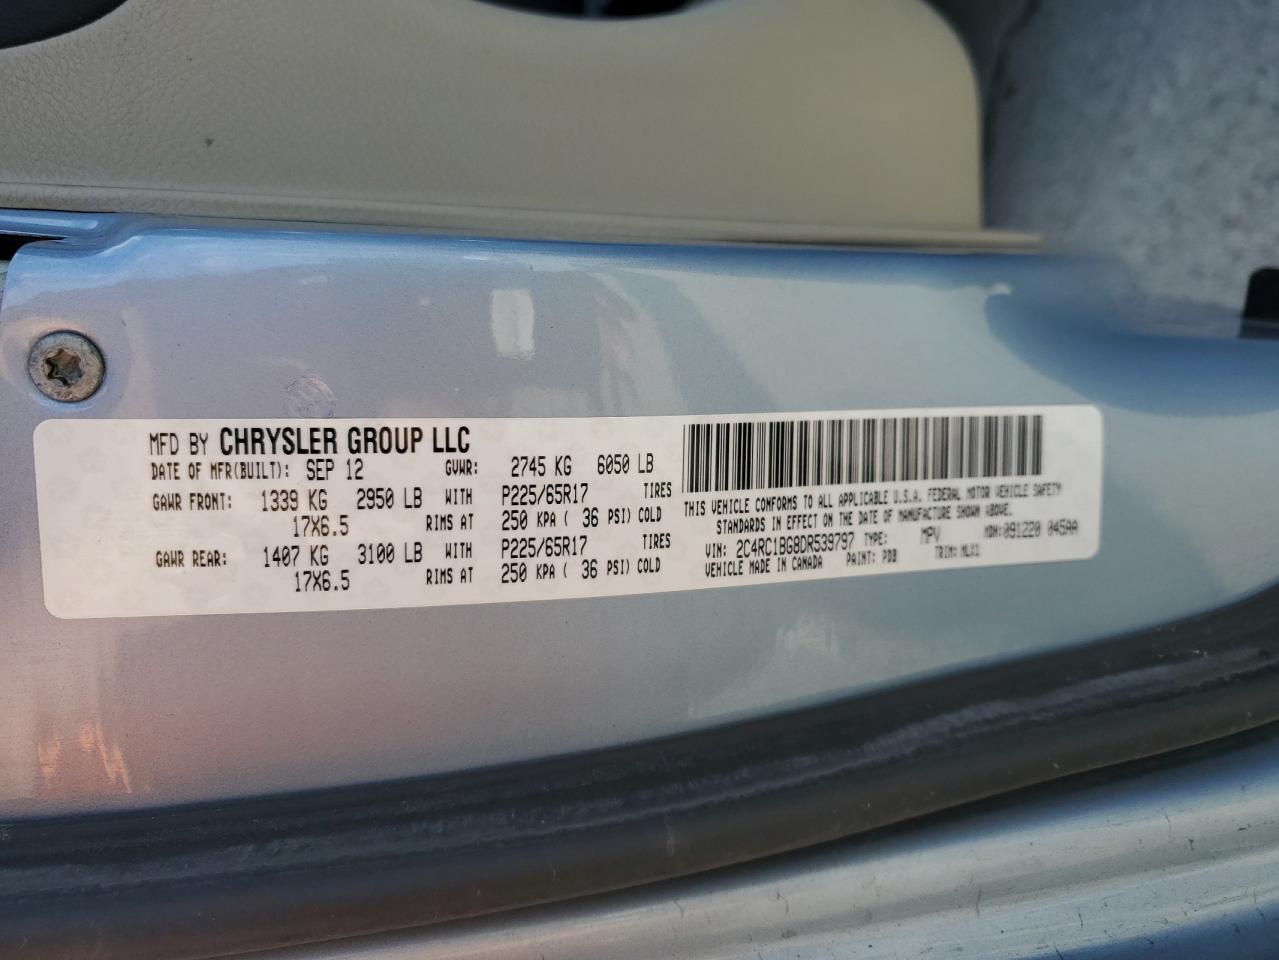 MFD BY CHRYSLER GROUP LLC
DATE OF MFR(BUILT): SEP 12 GVWR: 2745 KG 6050 LB
GAWR FRONT: 1339 KG 2950 LB WITH P225/65R17 TIRES
17X6.5 RIMS AT 250 KPA ( 36 PSI) COLD
GAWR REAR: 1407 KG 3100 LB WITH P225/65R17 TIRES
17X6.5 RIMS AT 250 KPA ( 36 PSI) COLD
THIS VEHICLE CONFORMS TO ALL APPLICABLE U.S.A. FEDERAL MOTOR VEHICLE SAFETY
STANDARDS IN EFFECT ON THE DATE OF MANUFACTURE SHOWN ABOVE.
VIN: 2C4RC1BG8DR539797 TYPE: MPV MDH:091220 045AA
VEHICLE MADE IN CANADA PAINT: PDB TRIM: MLX1